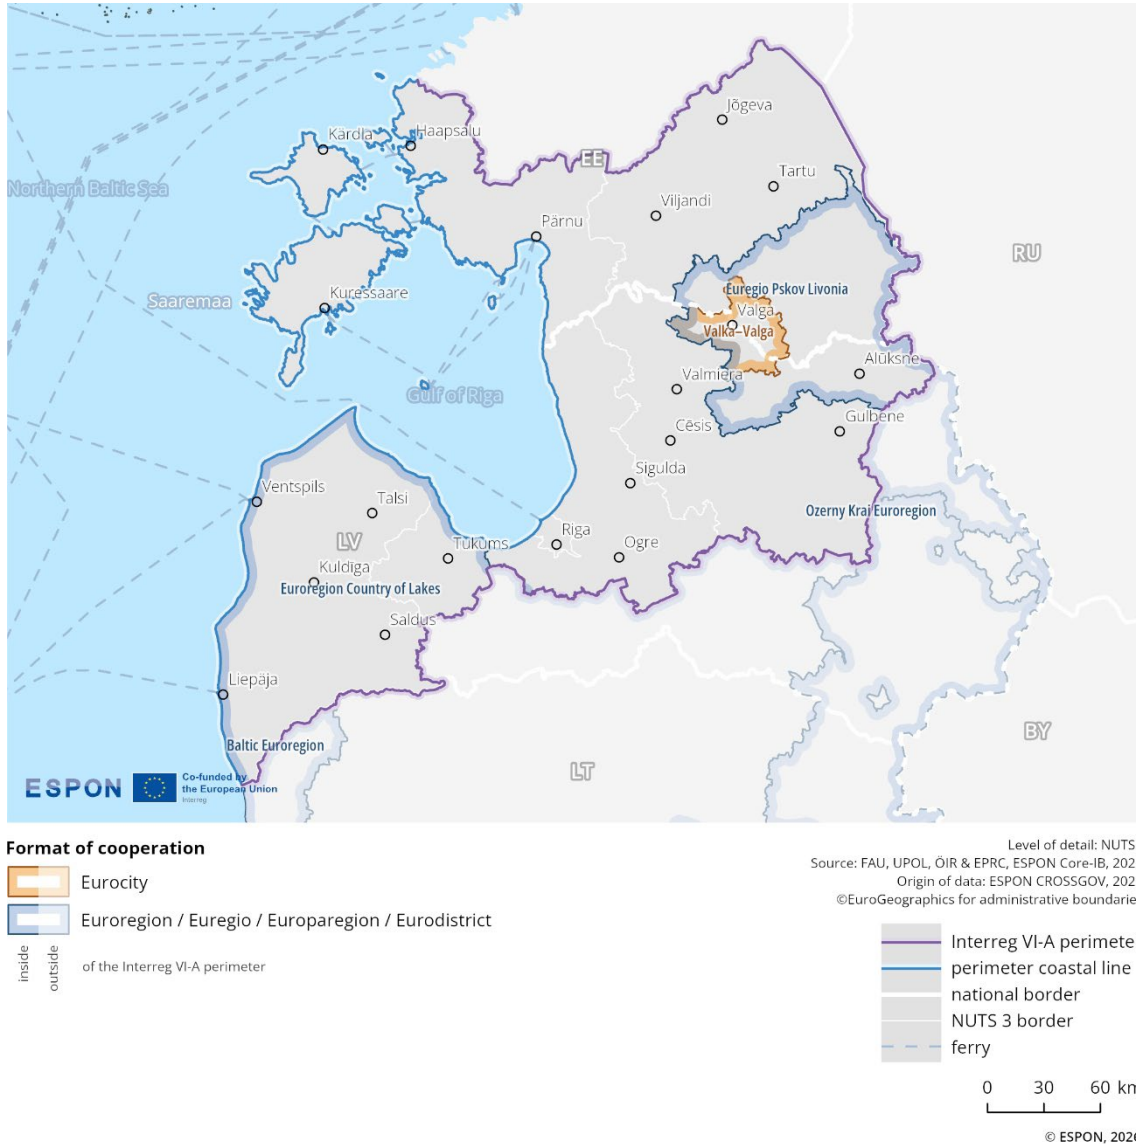 Kärdla
Haapsalu
Jõgeva
EE
Northern Baltic Sea
Tartu
Viljandi
Pärnu
RU
Saaremaa
Kuressaare
Euregio Pskov Livonia
Valga
Valka–Valga
Alūksne
Valmiera
Gulf of Riga
Gulbene
Cēsis
Sigulda
Ventspils
Talsi
Ozerny Krai Euroregion
LV
Riga
Tukums
Ogre
Kuldīga
Euroregion Country of Lakes
Saldus
Liepāja
BY
Baltic Euroregion
LT
ESPON
Co-funded by
the European Union
Interreg
Format of cooperation
Eurocity
Euroregion / Euregio / Europaregion / Eurodistrict
inside
outside
of the Interreg VI-A perimeter
Level of detail: NUTS
Source: FAU, UPOL, ÖIR & EPRC, ESPON Core-IB, 202
Origin of data: ESPON CROSSGOV, 202
©EuroGeographics for administrative boundarie
Interreg VI-A perimete
perimeter coastal line
national border
NUTS 3 border
ferry
0 30 60 km
© ESPON, 2026